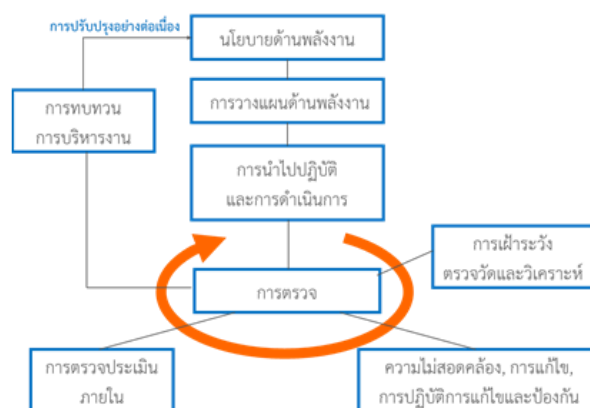 การปรับปรุงอย่างต่อเนื่อง
นโยบายด้านพลังงาน
การวางแผนด้านพลังงาน
การทบทวน
การบริหารงาน
การนำไปปฏิบัติ
และการดำเนินการ
การเฝ้าระวัง
ตรวจวัดและวิเคราะห์
การตรวจ
การตรวจประเมิน
ภายใน
ความไม่สอดคล้อง, การแก้ไข,
การปฏิบัติการแก้ไขและป้องกัน